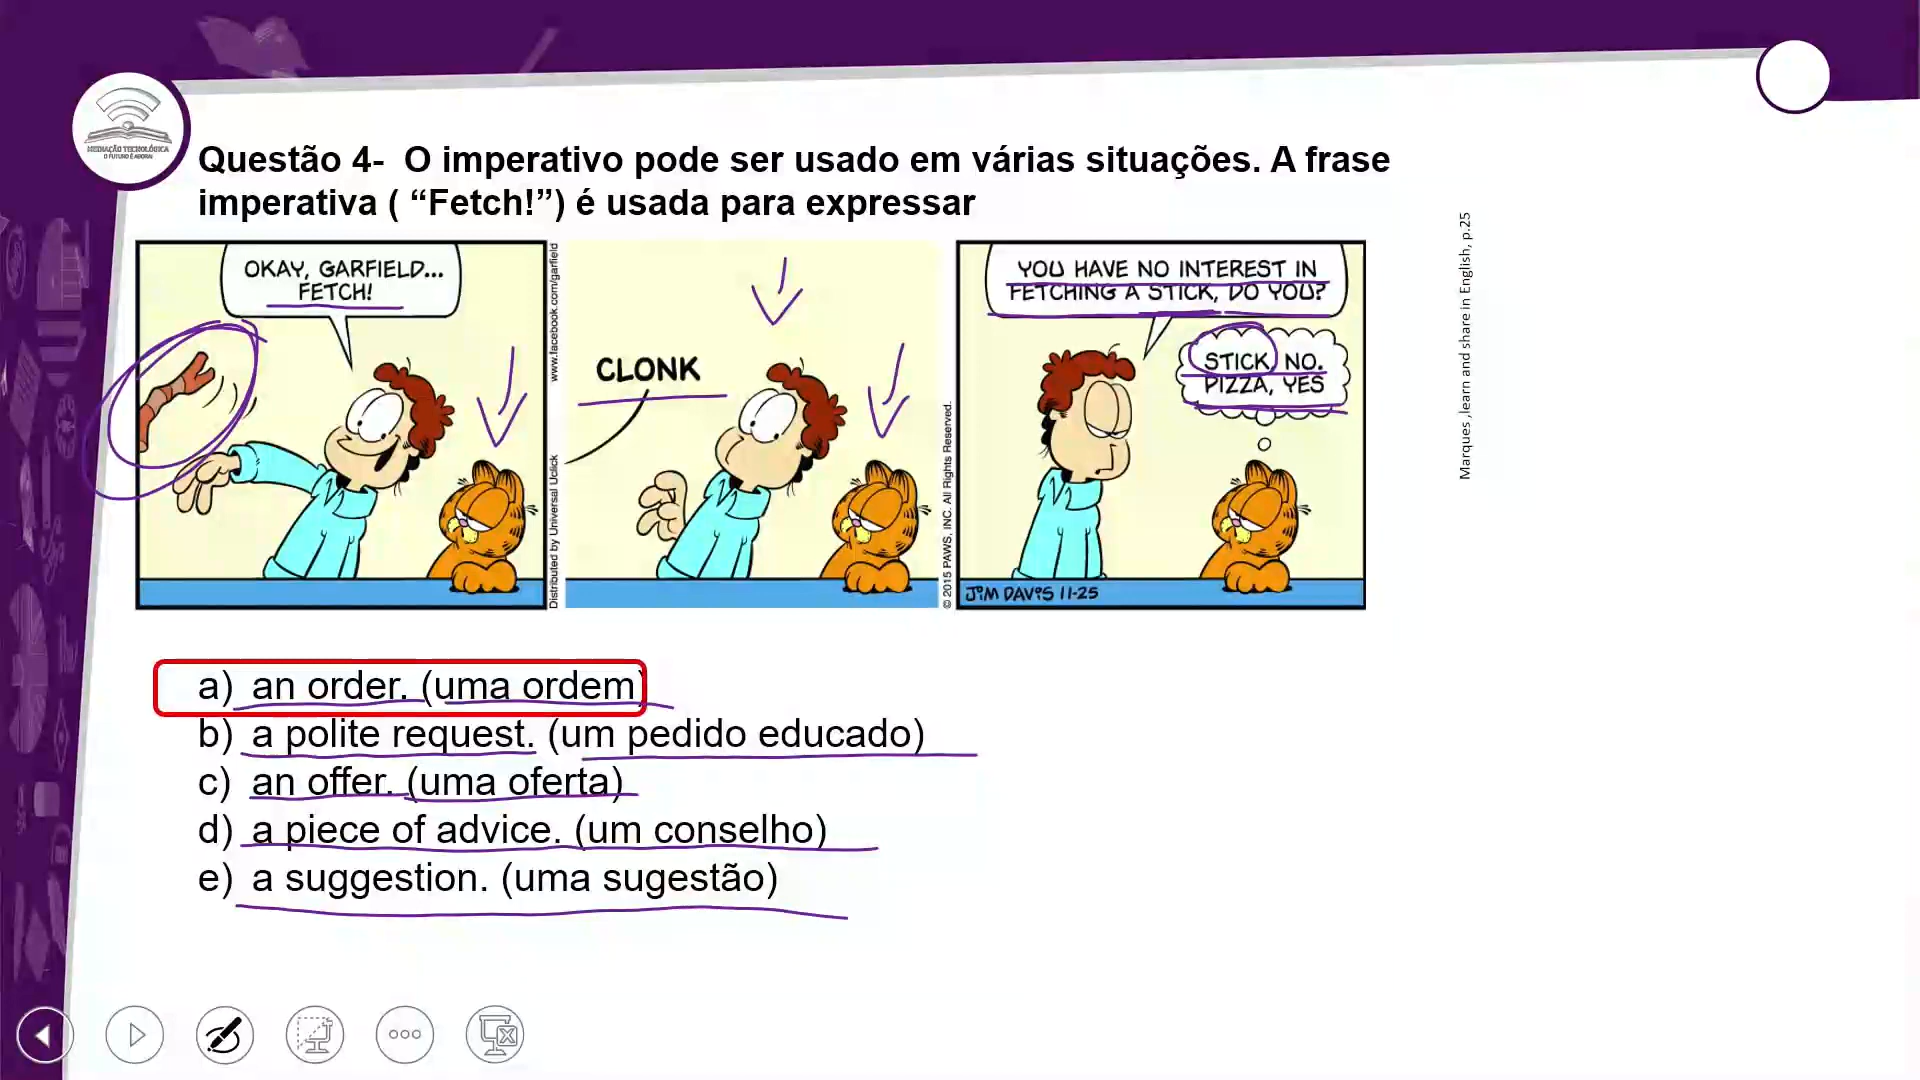 MEDIAÇÃO TECNOLÓGICA
O FUTURO É AGORA!
Questão 4-  O imperativo pode ser usado em várias situações. A frase
imperativa ( “Fetch!”) é usada para expressar
OKAY, GARFIELD...
FETCH!
www.facebook.com/garfield
Distributed by Universal Uclick
CLONK
© 2015 PAWS, INC. All Rights Reserved.
YOU HAVE NO INTEREST IN
FETCHING A STICK, DO YOU?
STICK, NO.
PIZZA, YES
JIM DAVIS 11-25
Marques ,learn and share in English, p.25
a) an order. (uma ordem)
b) a polite request. (um pedido educado)
c) an offer. (uma oferta)
d) a piece of advice. (um conselho)
e) a suggestion. (uma sugestão)